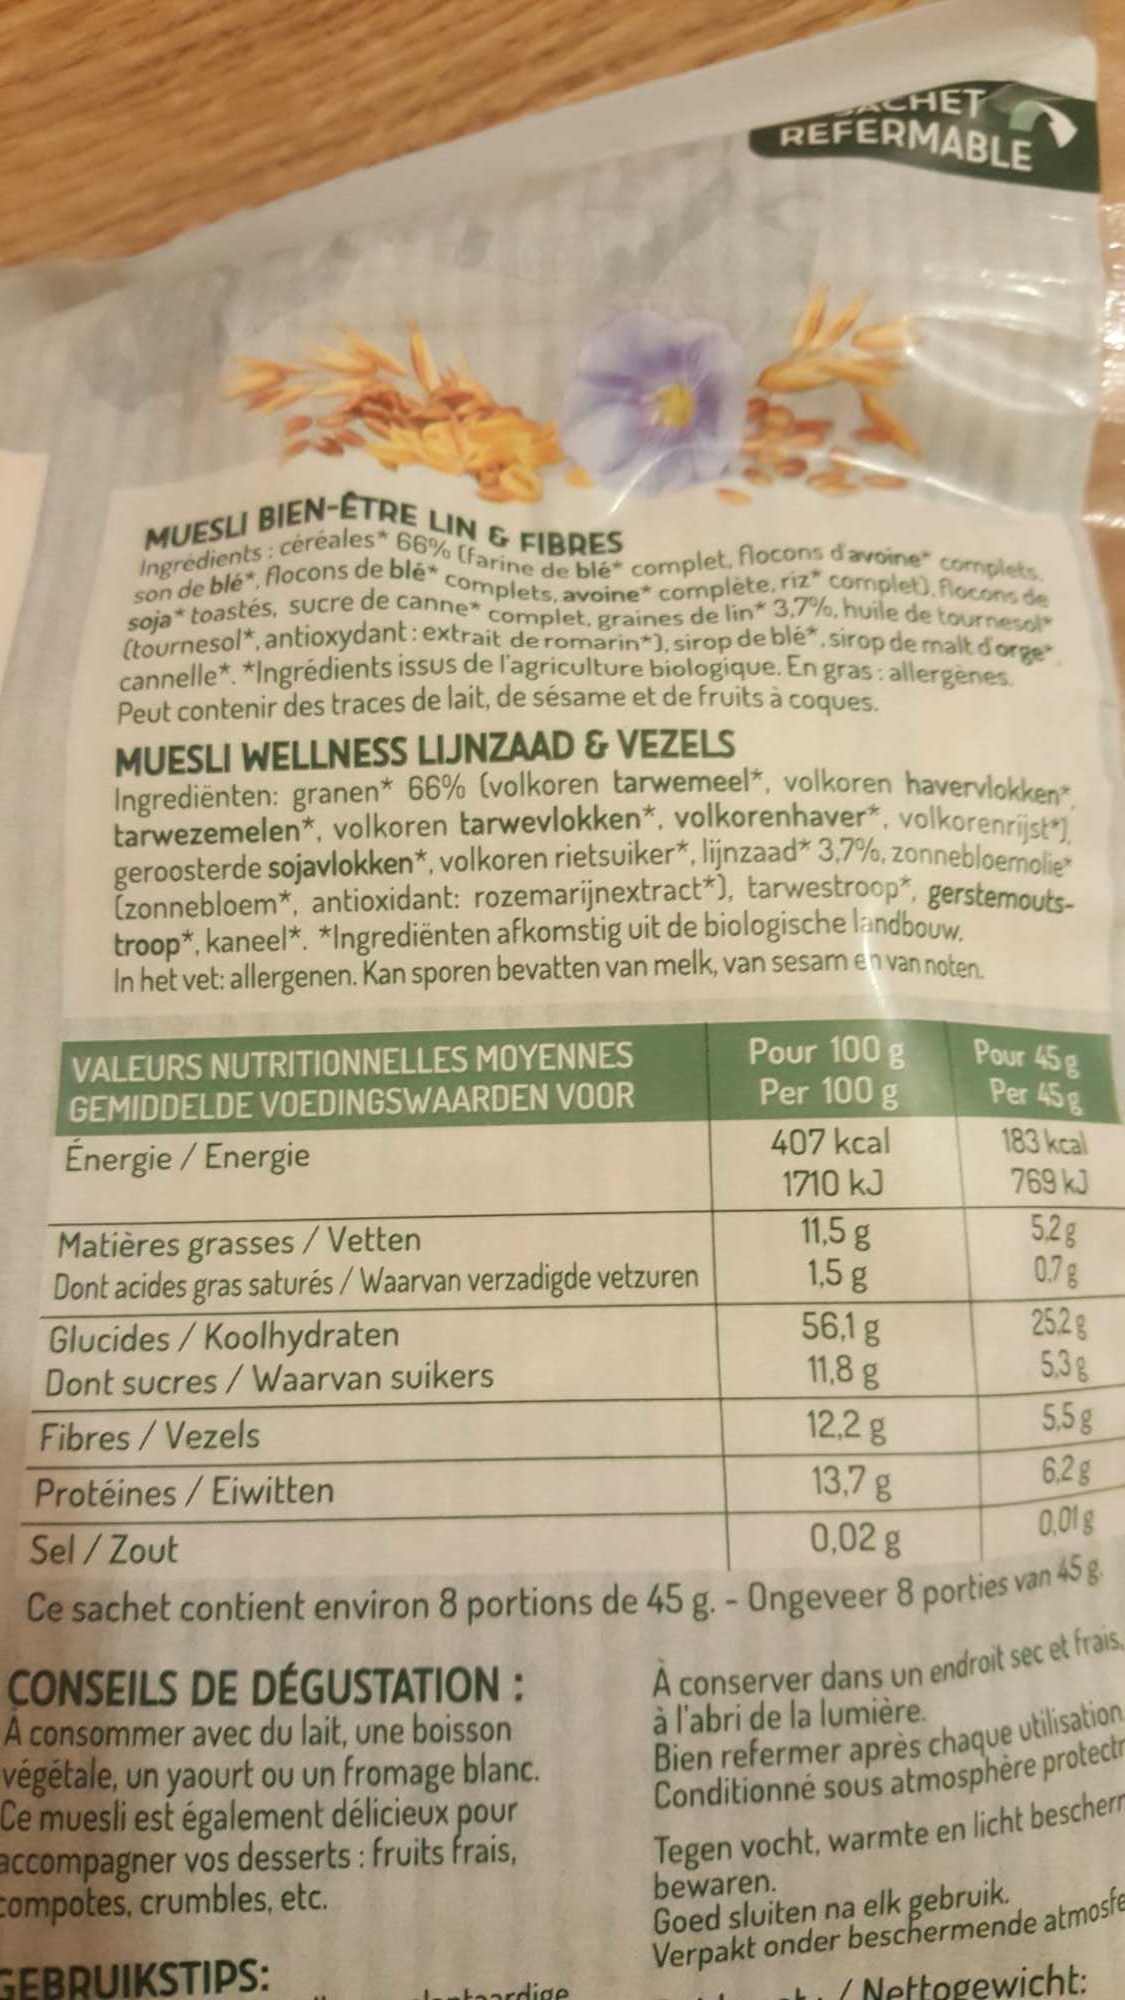 SACHET
REFERMABLE
MUESLI BIEN-ÊTRE LIN & FIBRES
Ingrédients : céréales* 66% (farine de blé* complet, flocons d'avoine* complets,
son de blé*, flocons de blé* complets, avoine* complète, riz* complet), flocons de
soja* toastés, sucre de canne* complet, graines de lin* 3,7%, huile de tournesol*
(tournesol*, antioxydant : extrait de romarin*), sirop de blé*, sirop de malt d'orge*,
cannelle*. *Ingrédients issus de l'agriculture biologique. En gras : allergènes.
Peut contenir des traces de lait, de sésame et de fruits à coques.
MUESLI WELLNESS LIJNZAAD & VEZELS
Ingrediënten: granen* 66% (volkoren tarwemeel*, volkoren havervlokken*,
tarwezemelen*, volkoren tarwevlokken*, volkorenhaver*, volkorenrijst*),
geroosterde sojavlokken*, volkoren rietsuiker*, lijnzaad* 3,7%, zonnebloemolie*
(zonnebloem*, antioxidant: rozemarijnextract*), tarwestroop*, gerstemouts-
troop*, kaneel*. *Ingrediënten afkomstig uit de biologische landbouw.
In het vet: allergenen. Kan sporen bevatten van melk, van sesam en van noten.
VALEURS NUTRITIONNELLES MOYENNES Pour 100 g Pour 45 g
GEMIDDELDE VOEDINGSWAARDEN VOOR Per 100 g Per 45 g
Énergie / Energie 407 kcal 183 kcal
1710 kJ 769 kJ
Matières grasses / Vetten 11,5 g 5,2 g
Dont acides gras saturés / Waarvan verzadigde vetzuren 1,5 g 0,7 g
Glucides / Koolhydraten 56,1 g 25,2 g
Dont sucres / Waarvan suikers 11,8 g 5,3 g
Fibres / Vezels 12,2 g 5,5 g
Protéines / Eiwitten 13,7 g 6,2 g
Sel / Zout 0,02 g 0,01 g
Ce sachet contient environ 8 portions de 45 g. - Ongeveer 8 porties van 45 g.
CONSEILS DE DÉGUSTATION :
À consommer avec du lait, une boisson
végétale, un yaourt ou un fromage blanc.
Ce muesli est également délicieux pour
accompagner vos desserts : fruits frais,
compotes, crumbles, etc.
GEBRUIKSTIPS:
À conserver dans un endroit sec et frais,
à l'abri de la lumière.
Bien refermer après chaque utilisation
Conditionné sous atmosphère protectr
Tegen vocht, warmte en licht bescherm
bewaren.
Goed sluiten na elk gebruik.
Verpakt onder beschermende atmosfe
/ Nettogewicht: